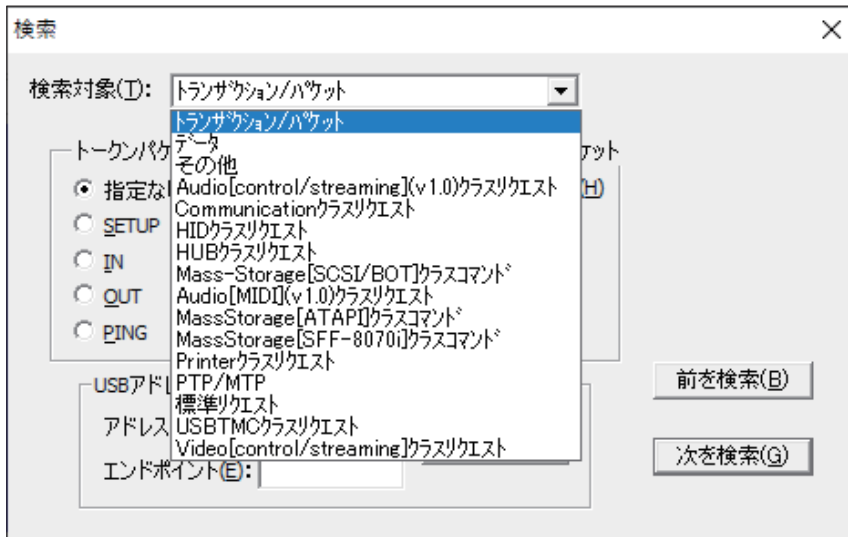 検索
検索対象(T): トランザクション/パケット
トランザクション/パケット
データ
その他
Audio[control/streaming](v1.0)クラスリクエスト
Communicationクラスリクエスト
HIDクラスリクエスト
HUBクラスリクエスト
Mass-Storage[SCSI/BOT]クラスコマンド
Audio[MIDI](v1.0)クラスリクエスト
MassStorage[ATAPI]クラスコマンド
MassStorage[SFF-8070i]クラスコマンド
Printerクラスリクエスト
PTP/MTP
標準リクエスト
USBTMCクラスリクエスト
Video[control/streaming]クラスリクエスト
トークンパケ
ケット
指定な
(H)
SETUP
IN
OUT
PING
USBアド
アドレス
エンドポイント(E):
前を検索(B)
次を検索(G)